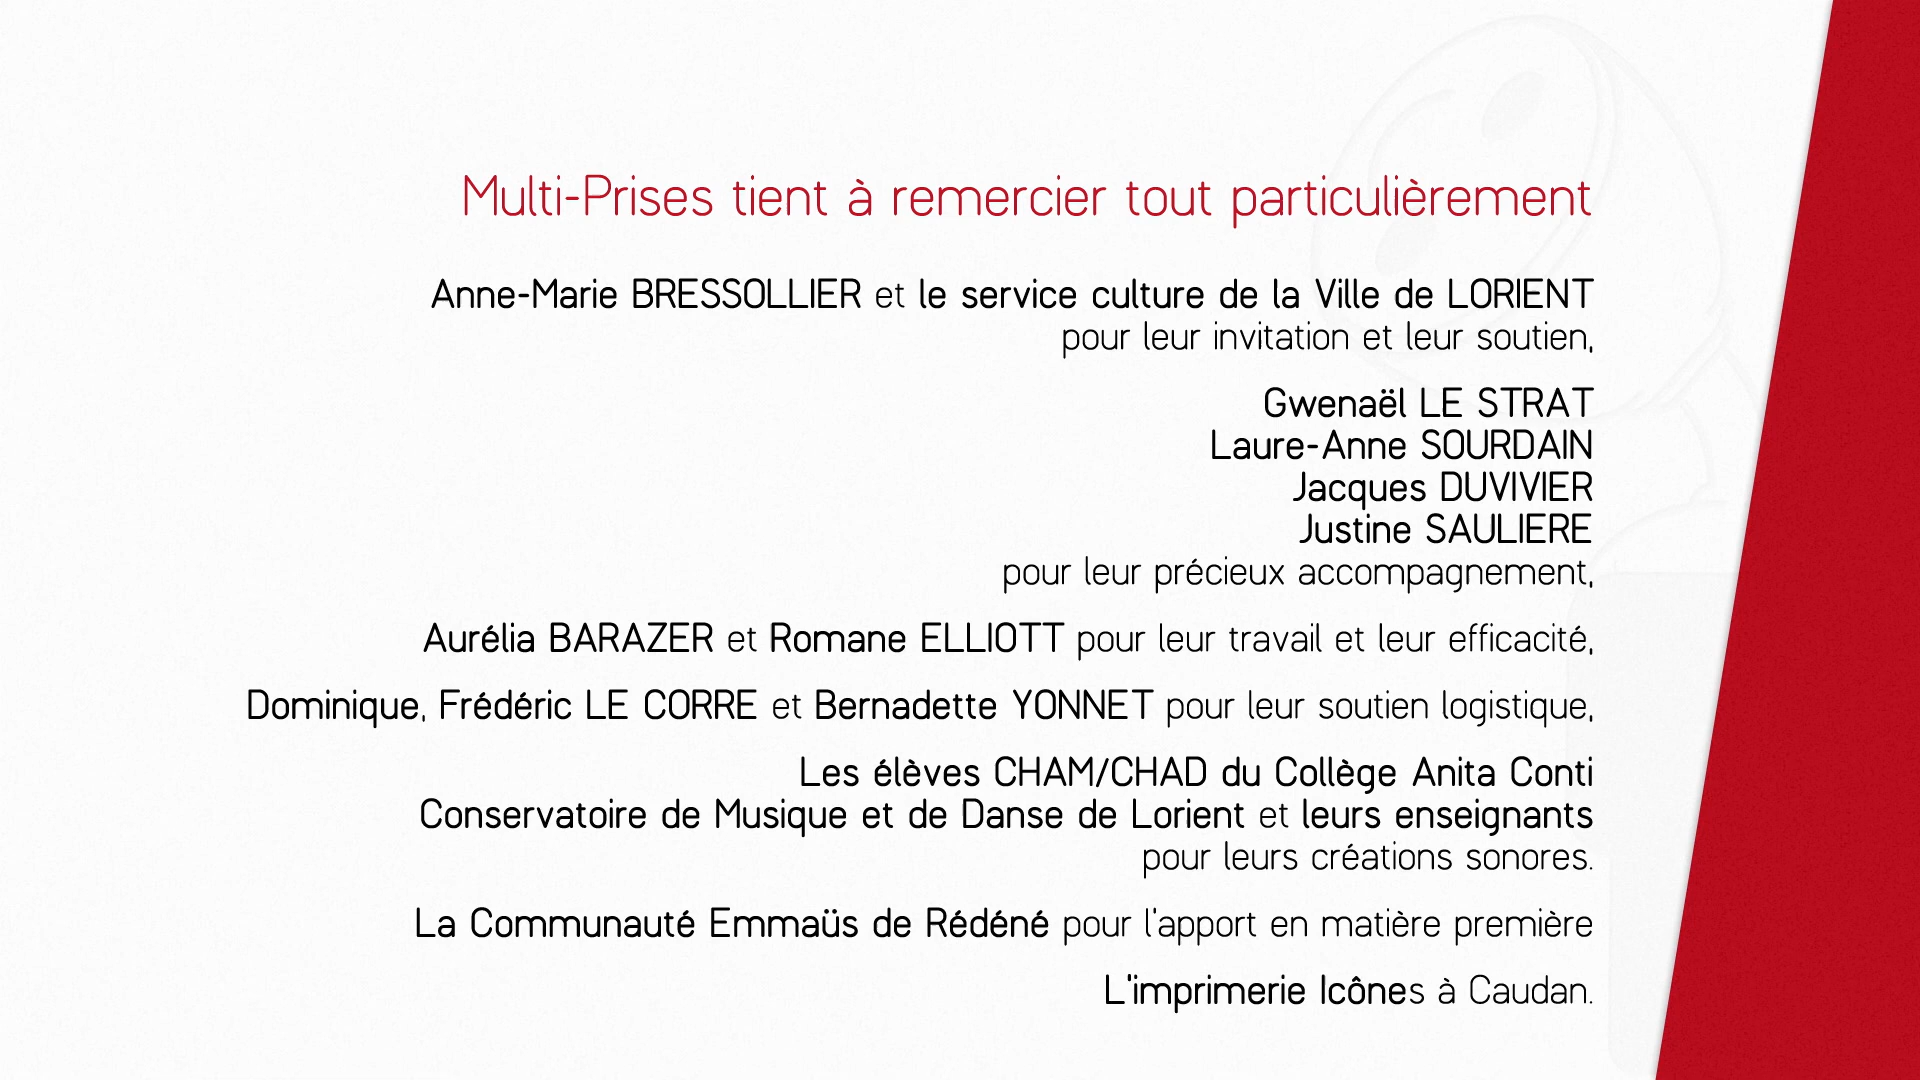 Multi-Prises tient à remercier tout particulièrement
Anne-Marie BRESSOLLIER et le service culture de la Ville de LORIENT
pour leur invitation et leur soutien,
Gwenaël LE STRAT
Laure-Anne SOURDAIN
Jacques DUVIVIER
Justine SAULIERE
pour leur précieux accompagnement,
Aurélia BARAZER et Romane ELLIOTT pour leur travail et leur efficacité,
Dominique, Frédéric LE CORRE et Bernadette YONNET pour leur soutien logistique,
Les élèves CHAM/CHAD du Collège Anita Conti
Conservatoire de Musique et de Danse de Lorient et leurs enseignants
pour leurs créations sonores.
La Communauté Emmaüs de Rédéné pour l'apport en matière première
L'imprimerie Icônes à Caudan.